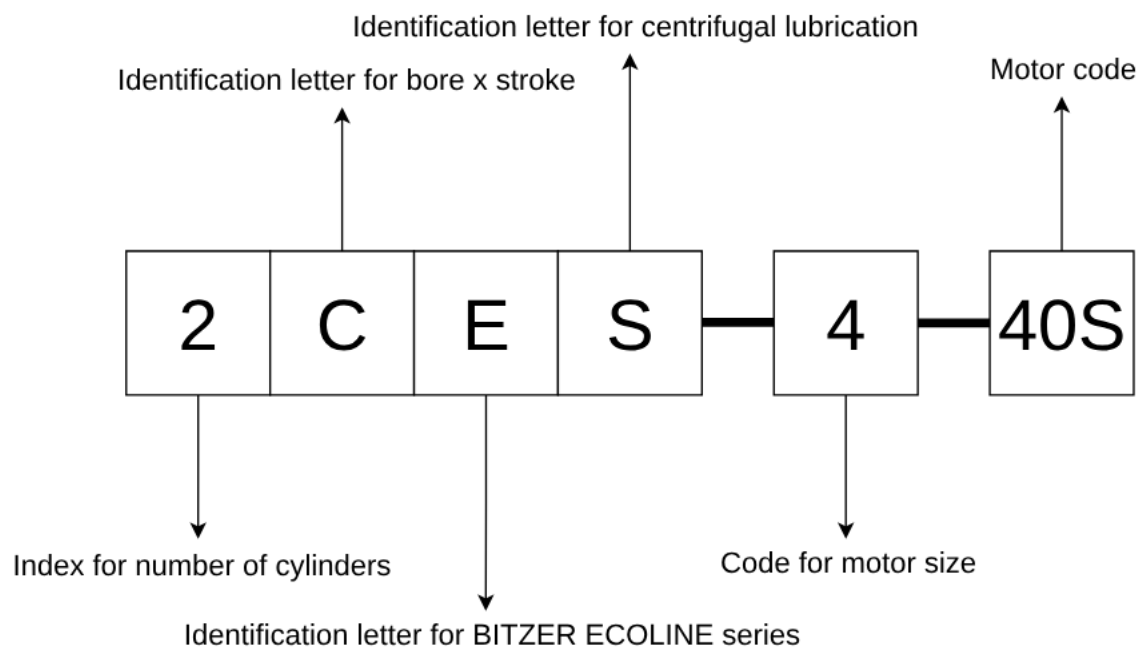 Identification letter for centrifugal lubrication
Identification letter for bore x stroke
Motor code
2 C E S 4 40S
Index for number of cylinders
Code for motor size
Identification letter for BITZER ECOLINE series